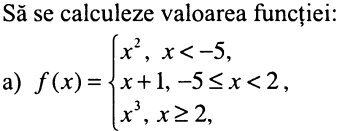 Să se calculeze valoarea funcției:
x², x < −5,
a) f(x) = { x + 1, −5 ≤ x < 2,
x³, x ≥ 2,